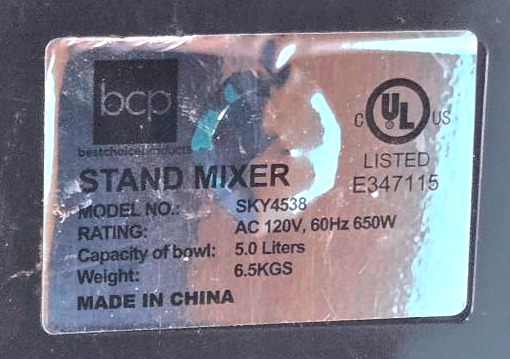 bcp
bestchoiceproducts
STAND MIXER
MODEL NO.: SKY4538
RATING: AC 120V, 60Hz 650W
Capacity of bowl: 5.0 Liters
Weight: 6.5KGS
MADE IN CHINA
C UL US
LISTED
E347115